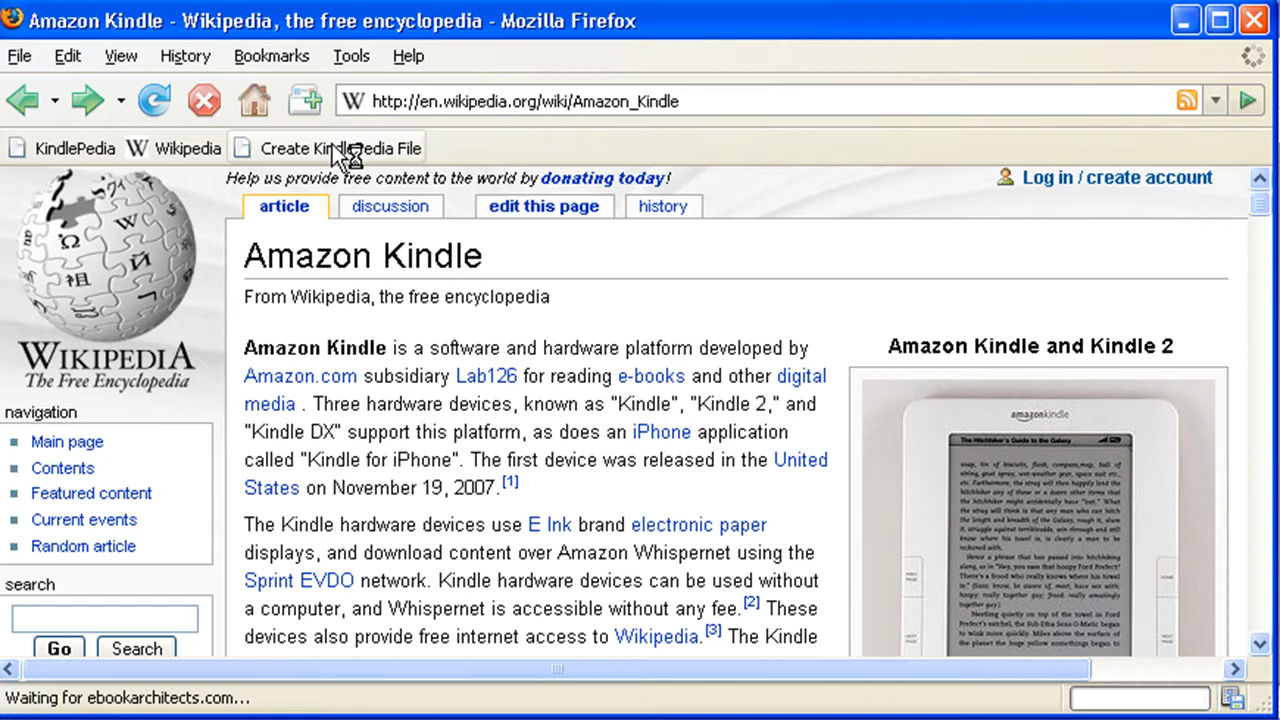 Amazon Kindle - Wikipedia, the free encyclopedia - Mozilla Firefox
File Edit View History Bookmarks Tools Help
http://en.wikipedia.org/wiki/Amazon_Kindle
KindlePedia Wikipedia Create KindlePedia File
Help us provide free content to the world by donating today!
Log in / create account
article discussion edit this page history
Amazon Kindle
From Wikipedia, the free encyclopedia
Amazon Kindle is a software and hardware platform developed by
Amazon.com subsidiary Lab126 for reading e-books and other digital
media . Three hardware devices, known as "Kindle", "Kindle 2," and
"Kindle DX" support this platform, as does an iPhone application
called "Kindle for iPhone". The first device was released in the United
States on November 19, 2007.[1]
The Kindle hardware devices use E Ink brand electronic paper
displays, and download content over Amazon Whispernet using the
Sprint EVDO network. Kindle hardware devices can be used without
a computer, and Whispernet is accessible without any fee.[2] These
devices also provide free internet access to Wikipedia.[3] The Kindle
Amazon Kindle and Kindle 2
amazonkindle
The Hitchhiker's Guide to the Galaxy
WIKIPEDIA
The Free Encyclopedia
navigation
Main page
Contents
Featured content
Current events
Random article
search
Go Search
Waiting for ebookarchitects.com...